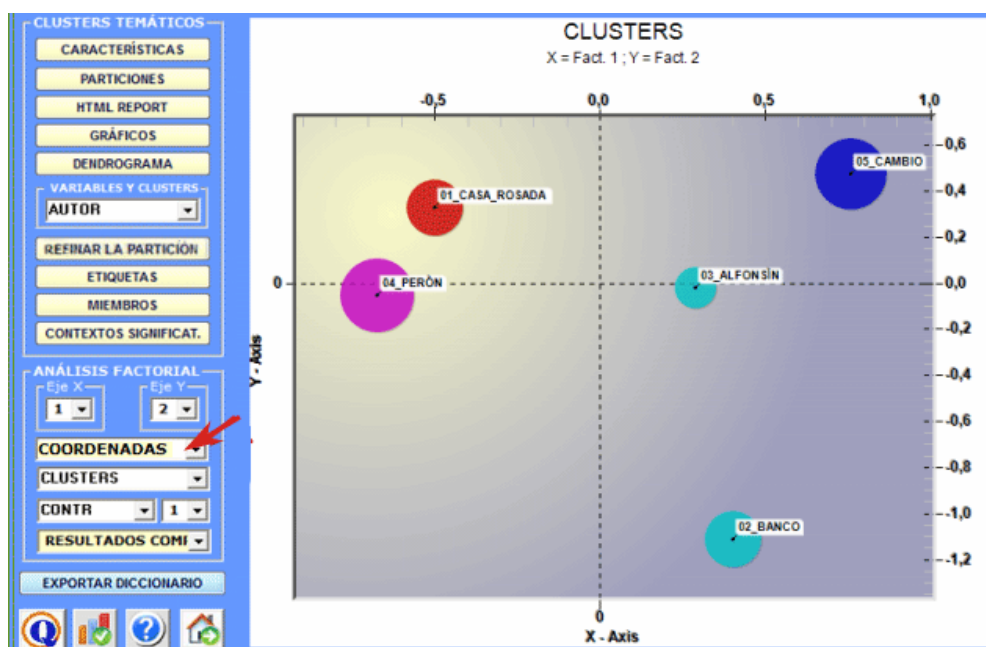 CLUSTERS TEMÁTICOS
CARACTERÍSTICAS
PARTICIONES
HTML REPORT
GRÁFICOS
DENDROGRAMA
VARIABLES Y CLUSTERS
AUTOR
REFINAR LA PARTICIÓN
ETIQUETAS
MIEMBROS
CONTEXTOS SIGNIFICAT.
ANÁLISIS FACTORIAL
Eje X Eje Y
1 2
COORDENADAS
CLUSTERS
CONTR 1
RESULTADOS COMI
EXPORTAR DICCIONARIO
Q ?
CLUSTERS
X = Fact. 1 ; Y = Fact. 2
-0,5 0,0 0,5 1,0
0,6
05_CAMBIO
01_CASA_ROSADA
0,4
0,2
03_ALFONSÌN
04_PERÒN
0 0,0
-0,2
Y - Axis
-0,4
-0,6
-0,8
-1,0
02_BANCO
-1,2
0
X - Axis